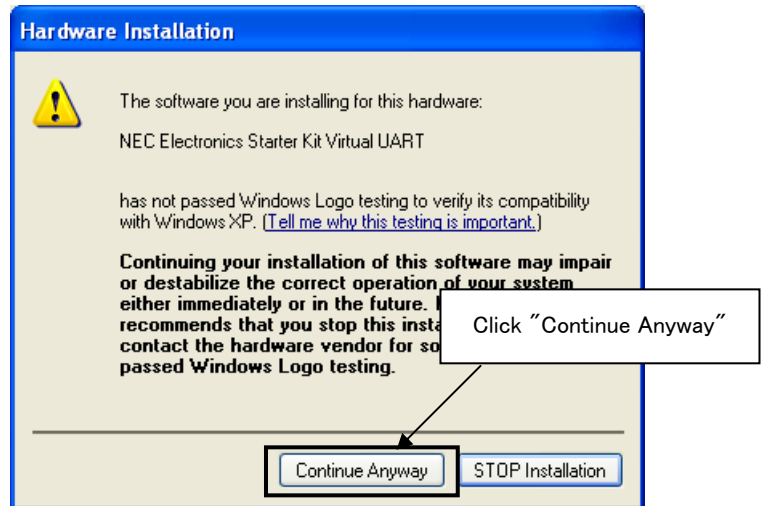 Hardware Installation
The software you are installing for this hardware:
NEC Electronics Starter Kit Virtual UART
has not passed Windows Logo testing to verify its compatibility
with Windows XP. (Tell me why this testing is important.)
Continuing your installation of this software may impair
or destabilize the correct operation of your system
either immediately or in the future.
recommends that you stop this
contact the hardware vendor for
passed Windows Logo testing.
Click "Continue Anyway"
Continue Anyway
STOP Installation